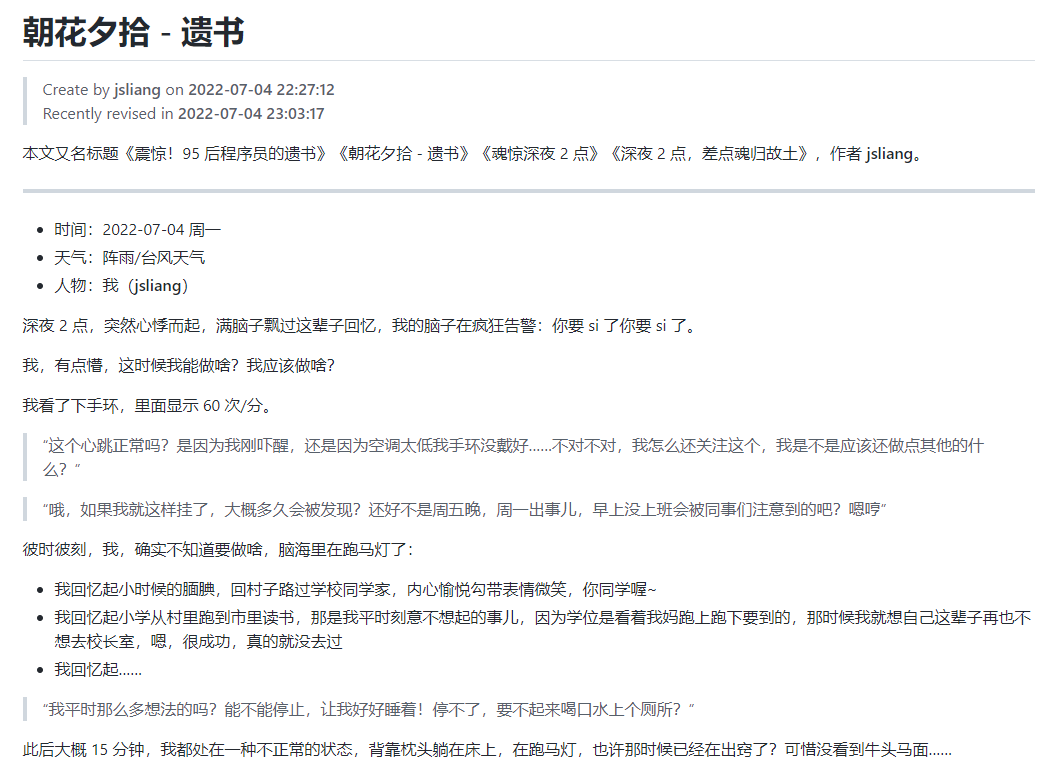 朝花夕拾 - 遗书
Create by jsliang on 2022-07-04 22:27:12
Recently revised in 2022-07-04 23:03:17
本文又名标题《震惊！95 后程序员的遗书》《朝花夕拾 - 遗书》《魂惊深夜 2 点》《深夜 2 点，差点魂归故土》，作者 jsliang。
时间：2022-07-04 周一
天气：阵雨/台风天气
人物：我（jsliang）
深夜 2 点，突然心悸而起，满脑子飘过这辈子回忆，我的脑子在疯狂告警：你要 si 了你要 si 了。
我，有点懵，这时候我能做啥？我应该做啥？
我看了下手环，里面显示 60 次/分。
“这个心跳正常吗？是因为我刚吓醒，还是因为空调太低我手环没戴好......不对不对，我怎么还关注这个，我是不是应该还做点其他的什
么？”
“哦，如果我就这样挂了，大概多久会被发现？还好不是周五晚，周一出事儿，早上没上班会被同事们注意到的吧？嗯哼”
彼时彼刻，我，确实不知道要做啥，脑海里在跑马灯了：
我回忆起小时候的腼腆，回村子路过学校同学家，内心愉悦勾带表情微笑，你同学喔~
我回忆起小学从村里跑到市里读书，那是我平时刻意不想起的事儿，因为学位是看着我妈跑上跑下要到的，那时候我就想自己这辈子再也不
想去校长室，嗯，很成功，真的就没去过
我回忆起......
“我平时那么多想法的吗？能不能停止，让我好好睡着！停不了，要不起来喝口水上个厕所？”
此后大概 15 分钟，我都处在一种不正常的状态，背靠枕头躺在床上，在跑马灯，也许那时候已经在出窍了？可惜没看到牛头马面......